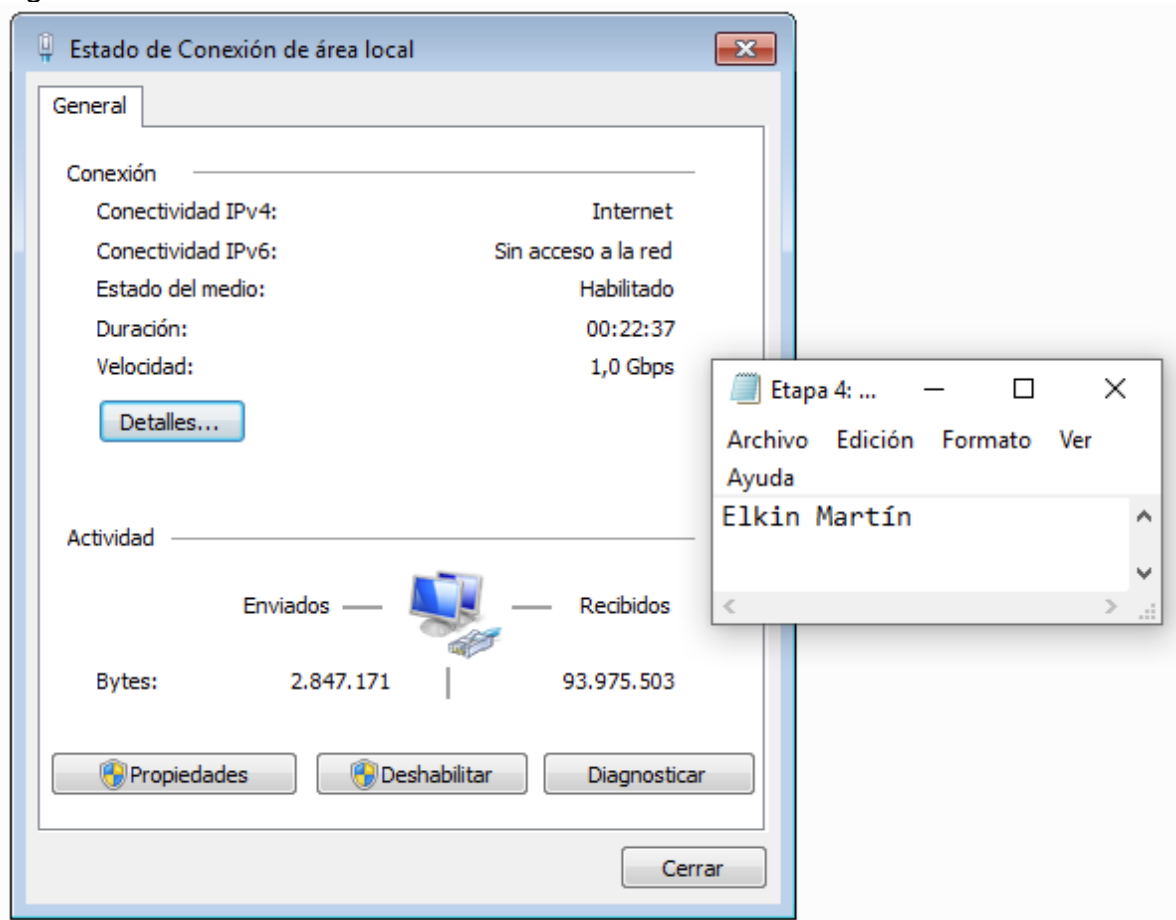 Estado de Conexión de área local
General
Conexión
Conectividad IPv4: Internet
Conectividad IPv6: Sin acceso a la red
Estado del medio: Habilitado
Duración: 00:22:37
Velocidad: 1,0 Gbps
Detalles...
Actividad
Enviados Recibidos
Bytes: 2.847.171 93.975.503
Propiedades Deshabilitar Diagnosticar
Cerrar
Etapa 4: ...
Archivo Edición Formato Ver
Ayuda
Elkin Martín